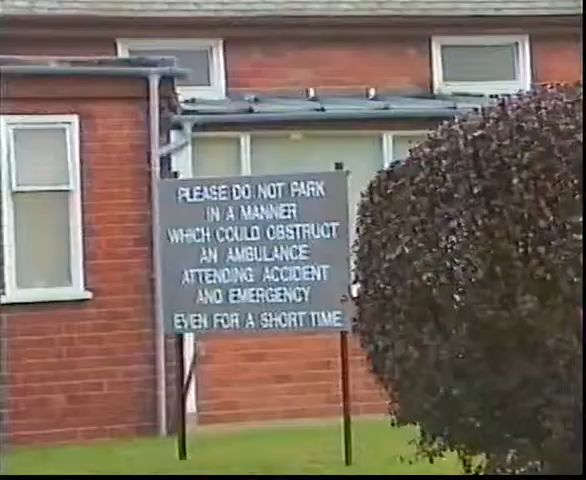 PLEASE DO NOT PARK
IN A MANNER
WHICH COULD OBSTRUCT
AN AMBULANCE
ATTENDING ACCIDENT
AND EMERGENCY
EVEN FOR A SHORT TIME